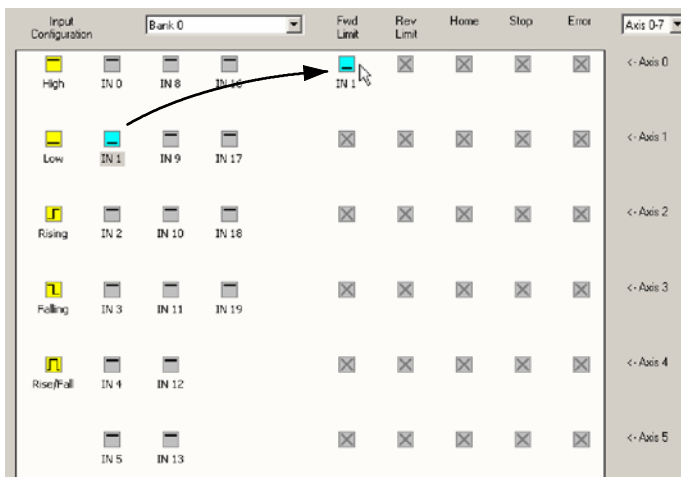 Input Configuration
Bank 0
Fwd Limit
Rev Limit
Home
Stop
Error
Axis 0-7
High
IN 0
IN 8
IN 16
IN 1
<- Axis 0
Low
IN 1
IN 9
IN 17
<- Axis 1
Rising
IN 2
IN 10
IN 18
<- Axis 2
Falling
IN 3
IN 11
IN 19
<- Axis 3
Rise/Fall
IN 4
IN 12
<- Axis 4
IN 5
IN 13
<- Axis 5